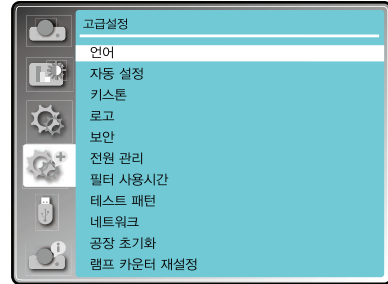 고급설정
언어
자동 설정
키스톤
로고
보안
전원 관리
필터 사용시간
테스트 패턴
네트워크
공장 초기화
램프 카운터 재설정